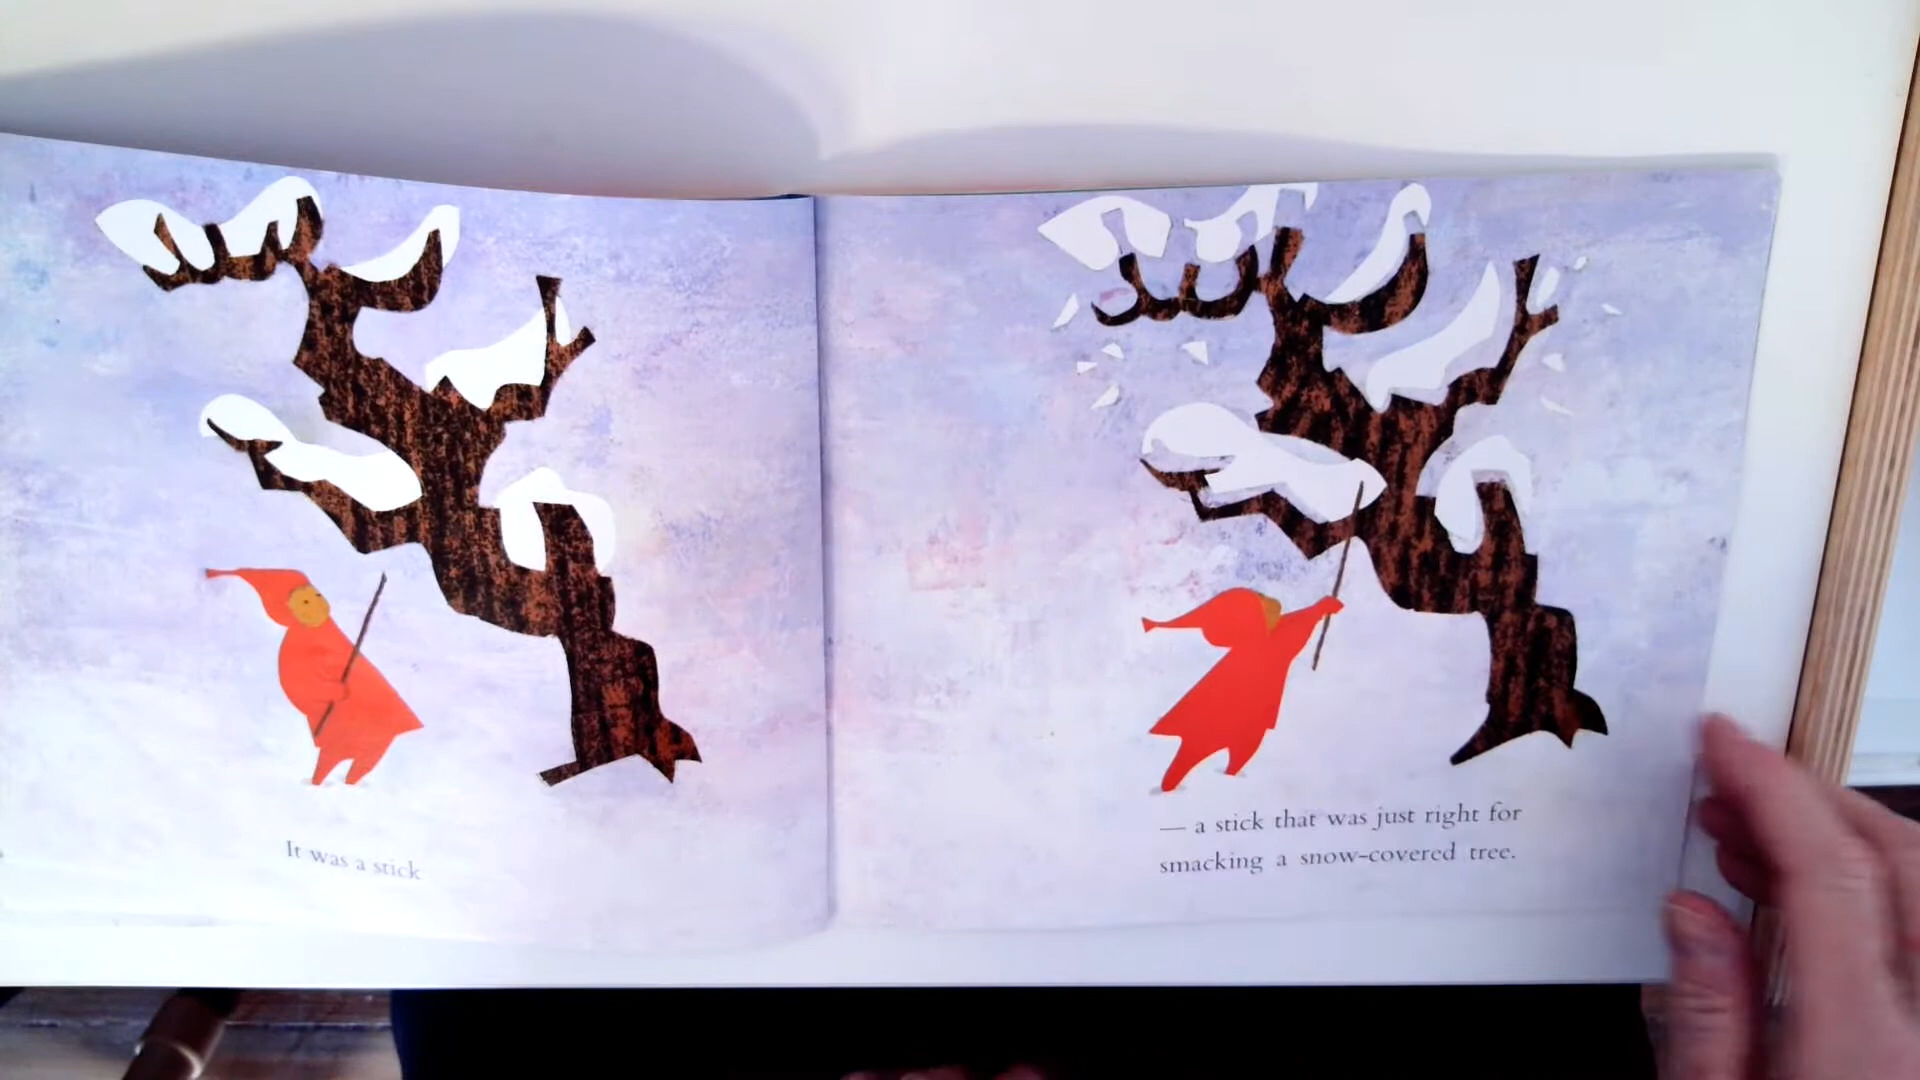 It was a stick
— a stick that was just right for
smacking a snow-covered tree.